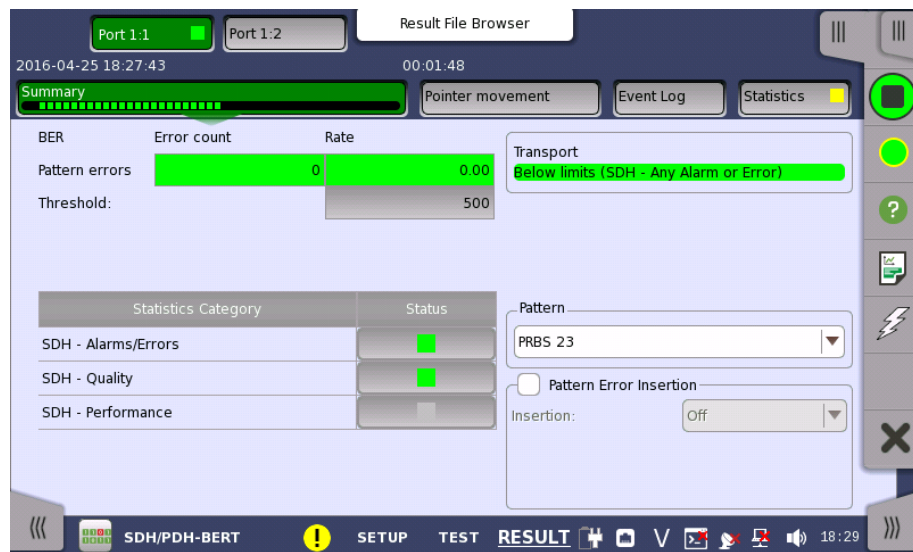 Port 1:1
Port 1:2
Result File Browser
2016-04-25 18:27:43
00:01:48
Summary
Pointer movement
Event Log
Statistics
BER
Error count
Rate
Pattern errors
0
0.00
Threshold:
500
Transport
Below limits (SDH - Any Alarm or Error)
?
Statistics Category
Status
SDH - Alarms/Errors
SDH - Quality
SDH - Performance
Pattern
PRBS 23
Pattern Error Insertion
Insertion:
Off
SDH/PDH-BERT
!
SETUP
TEST
RESULT
V
18:29